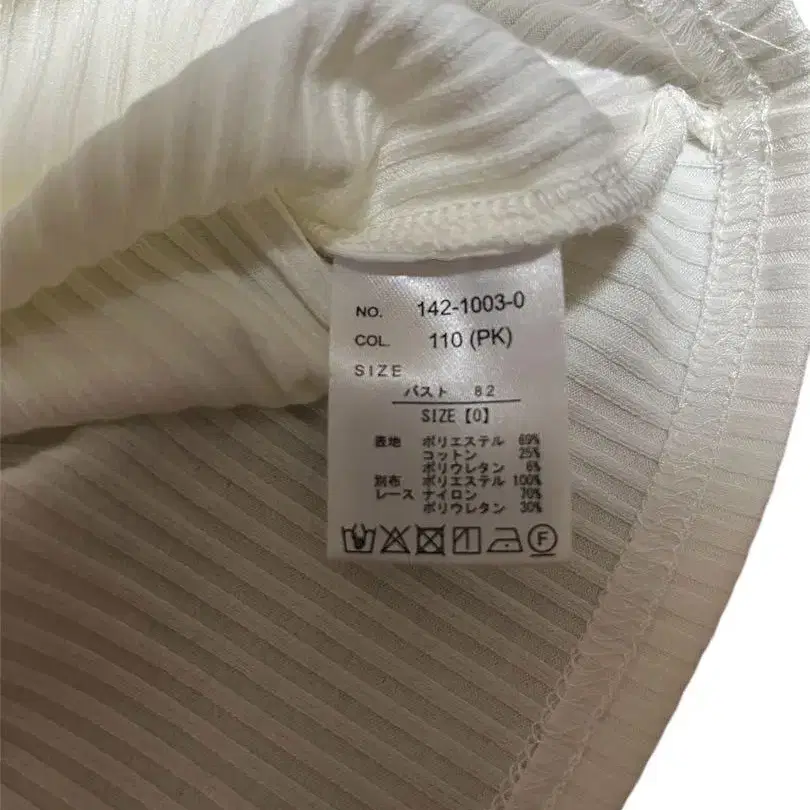 NO. 142-1003-0
COL. 110 (PK)
SIZE
バスト 82
SIZE【0】
表地 ポリエステル 69%
コットン 25%
ポリウレタン 6%
別布 ポリエステル 100%
レース ナイロン 70%
ポリウレタン 30%
F